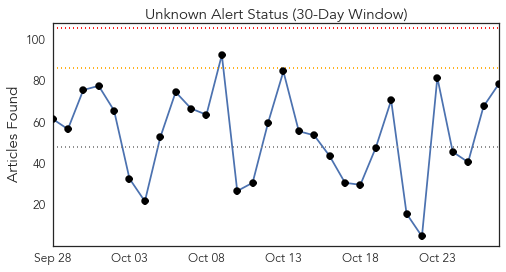 Unknown Alert Status (30-Day Window)
Articles Found
100
80
60
40
20
Sep 28 Oct 03 Oct 08 Oct 13 Oct 18 Oct 23